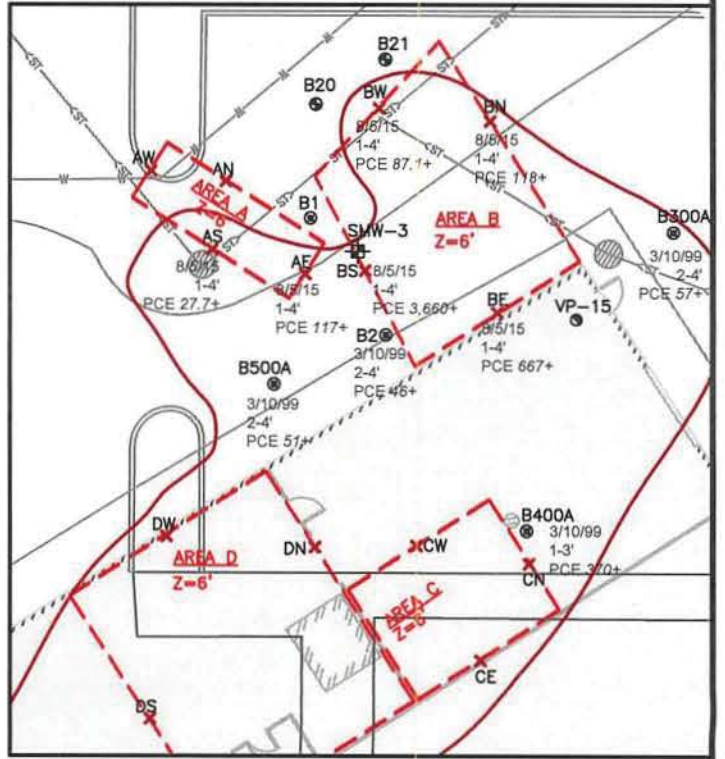 B21
B20
BW
8/5/15
1-4'
PCE 87.1+
BN
8/5/15
1-4'
PCE 118+
AW
AN
AREA A
Z=6'
B1
SMW-3
AREA B
Z=6'
B300A
3/10/99
2-4'
PCE 57+
AS
8/5/15
1-4'
PCE 27.7+
AE
8/5/15
1-4'
PCE 117+
BS
8/5/15
1-4'
PCE 3,660+
BE
8/5/15
1-4'
PCE 667+
VP-15
B2
3/10/99
2-4'
PCE 46+
B500A
3/10/99
2-4'
PCE 51+
DW
AREA D
Z=6'
DN
CW
B400A
3/10/99
1-3'
PCE 370+
CN
AREA C
Z=6'
CE
DS
<ST>
<ST>
<ST>
<ST>
<ST>
W
W
W